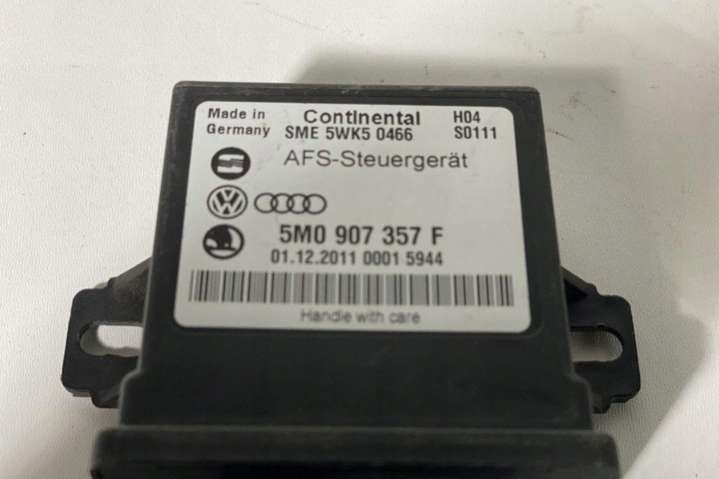 Made in Continental H04
Germany SME 5WK5 0466 S0111
AFS-Steuergerät
5M0 907 357 F
01.12.2011 0001 5944
Handle with care